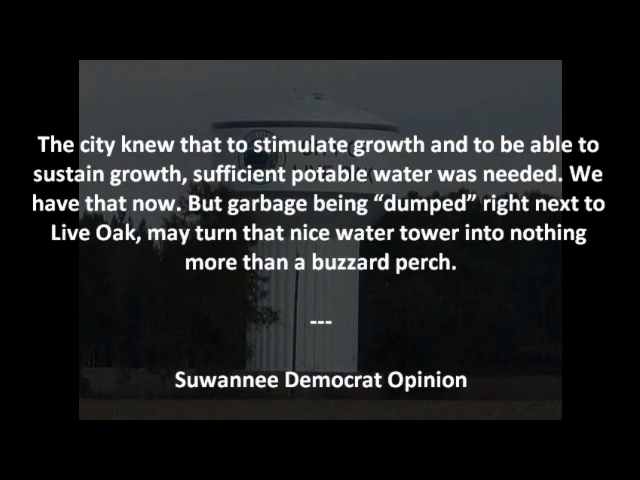 The city knew that to stimulate growth and to be able to
sustain growth, sufficient potable water was needed. We
have that now. But garbage being “dumped” right next to
Live Oak, may turn that nice water tower into nothing
more than a buzzard perch.
---
Suwannee Democrat Opinion